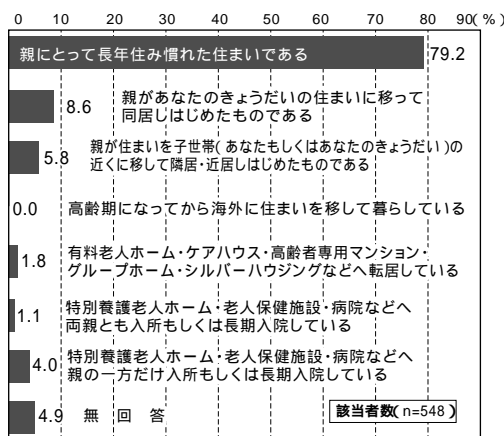 0 10 20 30 40 50 60 70 80 90(%)
親にとって長年住み慣れた住まいである 79.2
8.6 親があなたのきょうだいの住まいに移って
同居しはじめたものである
5.8 親が住まいを子世帯(あなたもしくはあなたのきょうだい)の
近くに移して隣居・近居しはじめたものである
0.0 高齢期になってから海外に住まいを移して暮らしている
1.8 有料老人ホーム・ケアハウス・高齢者専用マンション・
グループホーム・シルバーハウジングなどへ転居している
1.1 特別養護老人ホーム・老人保健施設・病院などへ
両親とも入所もしくは長期入院している
4.0 特別養護老人ホーム・老人保健施設・病院などへ
親の一方だけ入所もしくは長期入院している
4.9 無回答 該当者数(n=548)